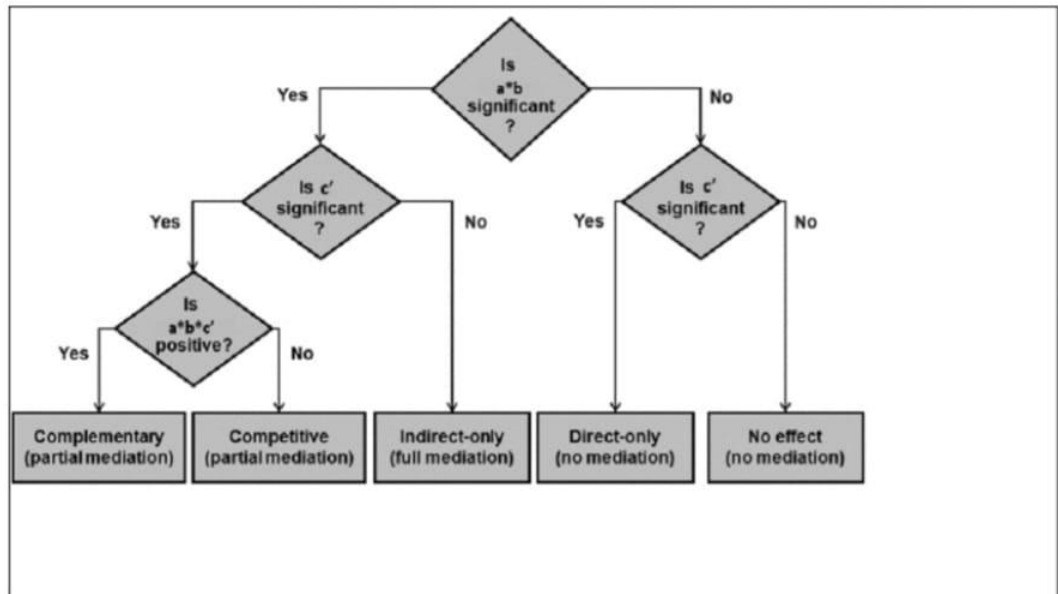 Is
a*b
significant
?
Yes
No
Is c'
significant
?
Is c'
significant
?
Yes
No
Yes
No
Is
a*b*c'
positive?
Yes
No
Complementary
(partial mediation)
Competitive
(partial mediation)
Indirect-only
(full mediation)
Direct-only
(no mediation)
No effect
(no mediation)